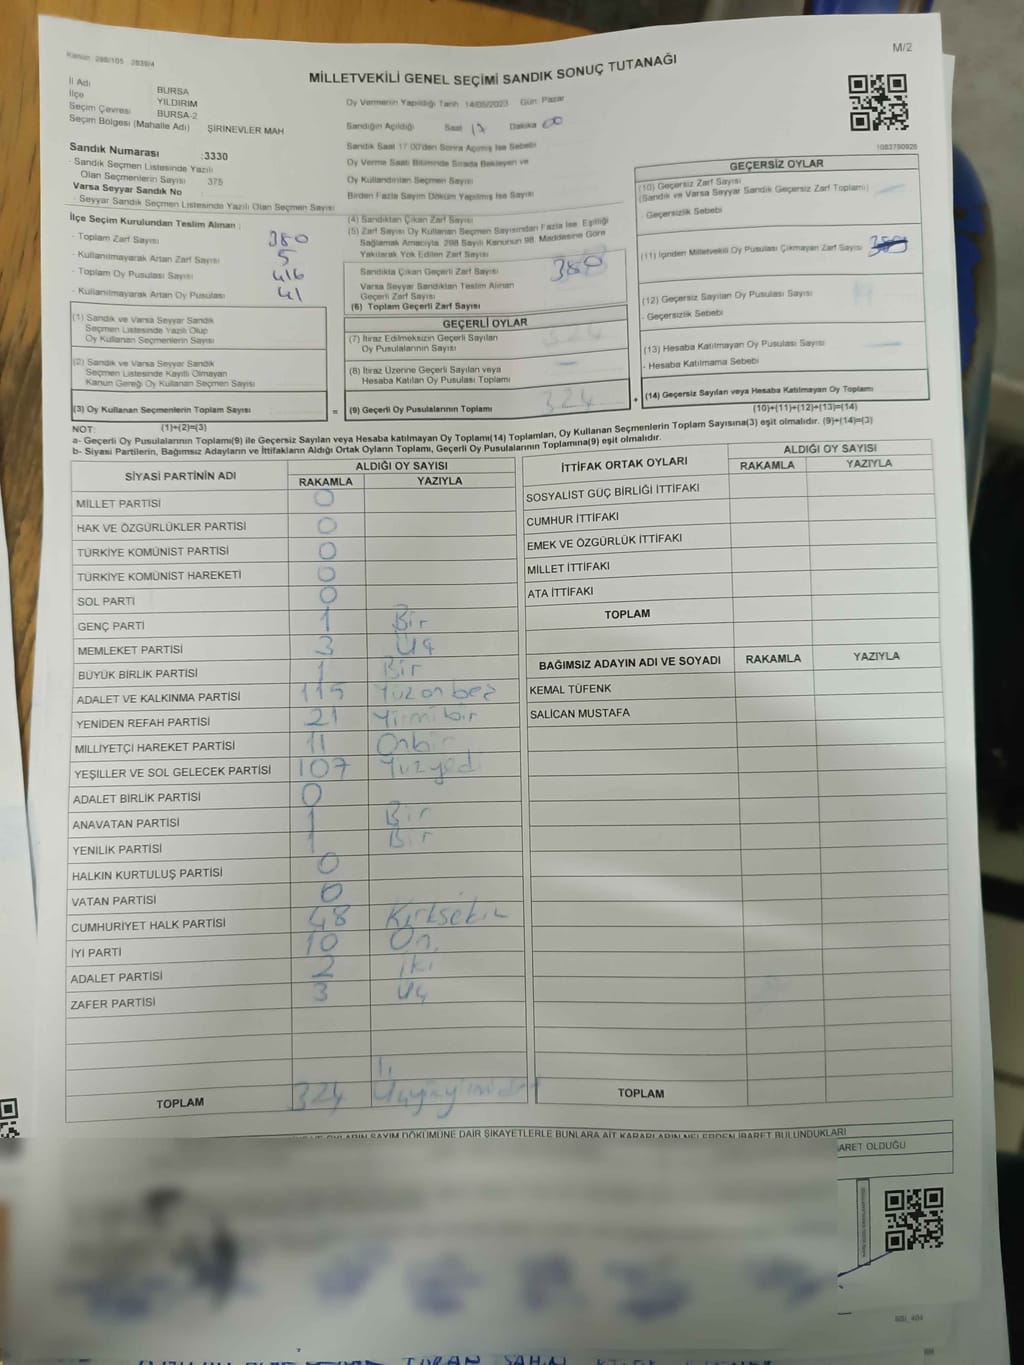 Kanun: 298/105 2839/4
M/2
MİLLETVEKİLİ GENEL SEÇİMİ SANDIK SONUÇ TUTANAĞI
İl Adı BURSA
İlçe YILDIRIM
Seçim Çevresi BURSA-2
Seçim Bölgesi (Mahalle Adı) ŞİRİNEVLER MAH
Sandık Numarası :3330
- Sandık Seçmen Listesinde Yazılı
Olan Seçmenlerin Sayısı : 375
Varsa Seyyar Sandık No :
- Seyyar Sandık Seçmen Listesinde Yazılı Olan Seçmen Sayısı :
İlçe Seçim Kurulundan Teslim Alınan :
- Toplam Zarf Sayısı 380
- Kullanılmayarak Artan Zarf Sayısı 5
- Toplam Oy Pusulası Sayısı 416
- Kullanılmayarak Artan Oy Pusulası 41
(1) Sandık ve Varsa Seyyar Sandık
Seçmen Listesinde Yazılı Olup
Oy Kullanan Seçmenlerin Sayısı
(2) Sandık ve Varsa Seyyar Sandık
Seçmen Listesinde Kayıtlı Olmayan
Kanun Gereği Oy Kullanan Seçmen Sayısı
(3) Oy Kullanan Seçmenlerin Toplam Sayısı
(1)+(2)=(3)
Oy Vermenin Yapıldığı Tarih 14/05/2023 Gün: Pazar
Sandığın Açıldığı Saat 17 Dakika 00
Sandık Saat 17:00'den Sonra Açılmış İse Sebebi
Oy Verme Saati Bitiminde Sırada Bekleyen ve
Oy Kullandırılan Seçmen Sayısı
Birden Fazla Sayım Döküm Yapılmış İse Sayısı
(4) Sandıktan Çıkan Zarf Sayısı
(5) Zarf Sayısı Oy Kullanan Seçmen Sayısından Fazla İse, Eşitliği
Sağlamak Amacıyla, 298 Sayılı Kanunun 98. Maddesine Göre
Yakılarak Yok Edilen Zarf Sayısı
Sandıkta Çıkan Geçerli Zarf Sayısı
Varsa Seyyar Sandıktan Teslim Alınan
Geçerli Zarf Sayısı
(6) Toplam Geçerli Zarf Sayısı
GEÇERLİ OYLAR
(7) İtiraz Edilmeksizin Geçerli Sayılan
Oy Pusulalarının Sayısı 324
(8) İtiraz Üzerine Geçerli Sayılan veya
Hesaba Katılan Oy Pusulası Toplamı
= (9) Geçerli Oy Pusulalarının Toplamı 324
1083780926
GEÇERSİZ OYLAR
(10) Geçersiz Zarf Sayısı
(Sandık ve Varsa Seyyar Sandık Geçersiz Zarf Toplamı)
- Geçersizlik Sebebi
(11) İçinden Milletvekili Oy Pusulası Çıkmayan Zarf Sayısı
(12) Geçersiz Sayılan Oy Pusulası Sayısı
- Geçersizlik Sebebi
(13) Hesaba Katılmayan Oy Pusulası Sayısı
- Hesaba Katılmama Sebebi
+ (14) Geçersiz Sayılan veya Hesaba Katılmayan Oy Toplamı
(10)+(11)+(12)+(13)=(14)
NOT:
a- Geçerli Oy Pusulalarının Toplamı(9) ile Geçersiz Sayılan veya Hesaba katılmayan Oy Toplamı(14) Toplamları, Oy Kullanan Seçmenlerin Toplam Sayısına(3) eşit olmalıdır. (9)+(14)=(3)
b- Siyasi Partilerin, Bağımsız Adayların ve İttifakların Aldığı Ortak Oyların Toplamı, Geçerli Oy Pusulalarının Toplamına(9) eşit olmalıdır.
SİYASİ PARTİNİN ADI ALDIĞI OY SAYISI
RAKAMLA YAZIYLA
MİLLET PARTİSİ 0
HAK VE ÖZGÜRLÜKLER PARTİSİ 0
TÜRKİYE KOMÜNİST PARTİSİ 0
TÜRKİYE KOMÜNİST HAREKETİ 0
SOL PARTİ 0
GENÇ PARTİ 1 Bir
MEMLEKET PARTİSİ 3 Üç
BÜYÜK BİRLİK PARTİSİ 1 Bir
ADALET VE KALKINMA PARTİSİ 115 Yüzonbeş
YENİDEN REFAH PARTİSİ 21 Yirmibir
MİLLİYETÇİ HAREKET PARTİSİ 11 Onbir
YEŞİLLER VE SOL GELECEK PARTİSİ 107 Yüzyedi
ADALET BİRLİK PARTİSİ 0
ANAVATAN PARTİSİ 1 Bir
YENİLİK PARTİSİ 1 Bir
HALKIN KURTULUŞ PARTİSİ 0
VATAN PARTİSİ 0
CUMHURİYET HALK PARTİSİ 48 Kırksekiz
İYİ PARTİ 10 On
ADALET PARTİSİ 2 iki
ZAFER PARTİSİ 3 Üç
TOPLAM 324
İTTİFAK ORTAK OYLARI ALDIĞI OY SAYISI
RAKAMLA YAZIYLA
SOSYALİST GÜÇ BİRLİĞİ İTTİFAKI
CUMHUR İTTİFAKI
EMEK VE ÖZGÜRLÜK İTTİFAKI
MİLLET İTTİFAKI
ATA İTTİFAKI
TOPLAM
BAĞIMSIZ ADAYIN ADI VE SOYADI RAKAMLA YAZIYLA
KEMAL TÜFENK
SALİCAN MUSTAFA
TOPLAM
SAYIM DÖKÜMÜNE DAİR ŞİKAYETLERLE BUNLARA AİT KARARLARIN NELERDEN İBARET BULUNDUKLARI
ARET OLDUĞU